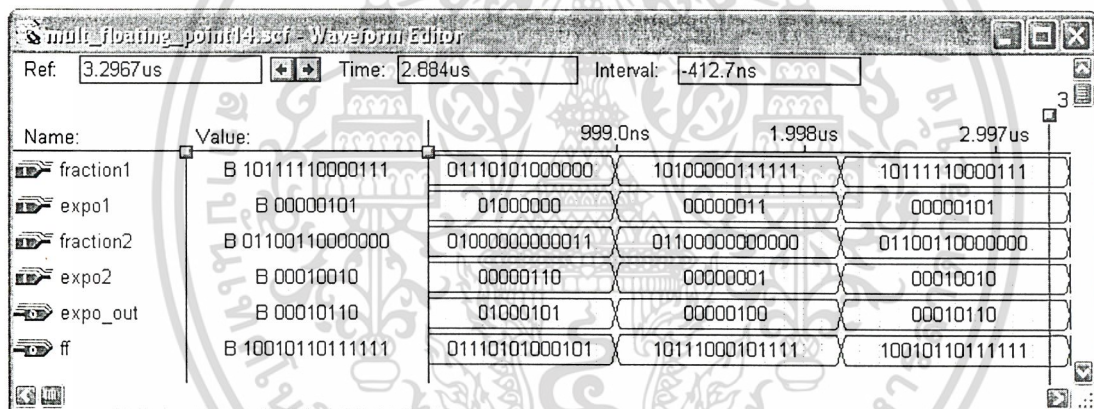 mult_floating_point14.scf - Waveform Editor
Ref: 3.2967us Time: 2.884us Interval: -412.7ns
3
Name: Value: 999.0ns 1.998us 2.997us
fraction1 B 10111110000111 01110101000000 10100000111111 10111110000111
expo1 B 00000101 01000000 00000011 00000101
fraction2 B 01100110000000 01000000000011 01100000000000 01100110000000
expo2 B 00010010 00000110 00000001 00010010
expo_out B 00010110 01000101 00000100 00010110
ff B 10010110111111 01110101000101 10111000101111 10010110111111